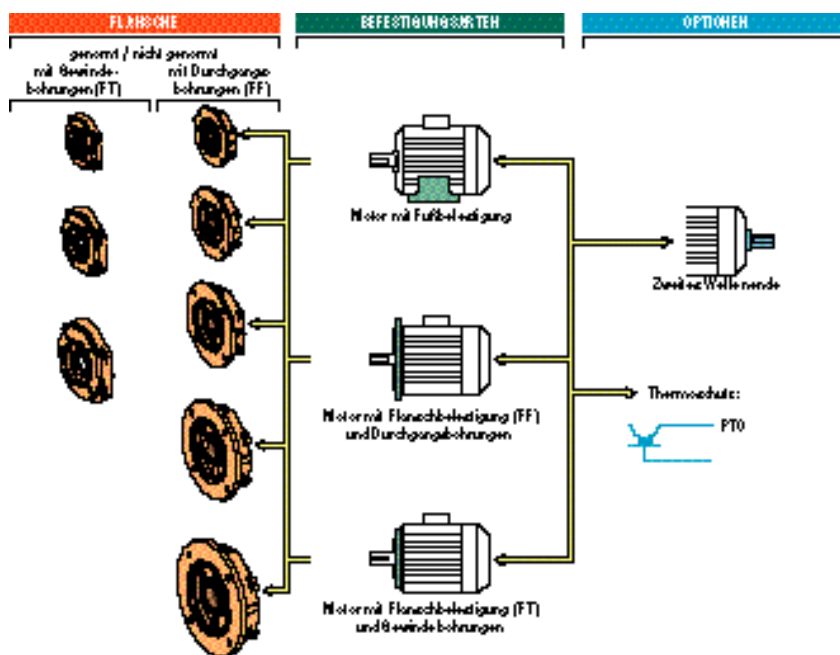 FLANSCHE
BEFESTIGUNGSARTEN
OPTIONEN
genormt / nicht genormt
mit Gewinde-
bohrungen (FT)
mit Durchgangs
bohrungen (FF)
Motor mit Fußbefestigung
Motor mit Flanschbefestigung (FF)
und Durchgangsbohrungen
Motor mit Flanschbefestigung (FT)
und Gewindebohrungen
Zweites Wellenende
Thermoschutz:
PTO